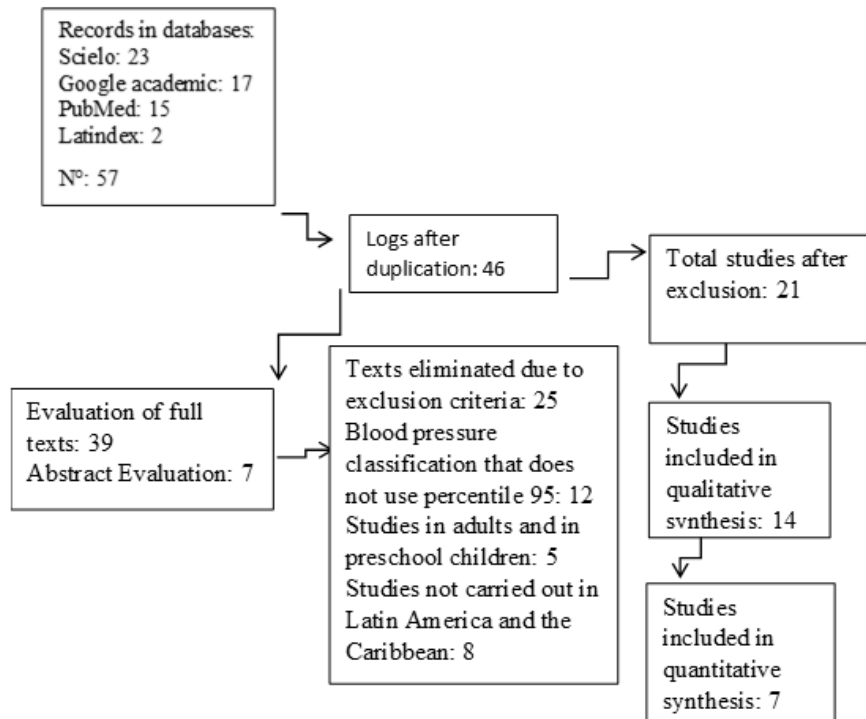 Records in databases:
Scielo: 23
Google academic: 17
PubMed: 15
Latindex: 2
Nº: 57
Logs after
duplication: 46
Total studies after
exclusion: 21
Evaluation of full
texts: 39
Abstract Evaluation: 7
Texts eliminated due to
exclusion criteria: 25
Blood pressure
classification that does
not use percentile 95: 12
Studies in adults and in
preschool children: 5
Studies not carried out in
Latin America and the
Caribbean: 8
Studies
included in
qualitative
synthesis: 14
Studies
included in
quantitative
synthesis: 7